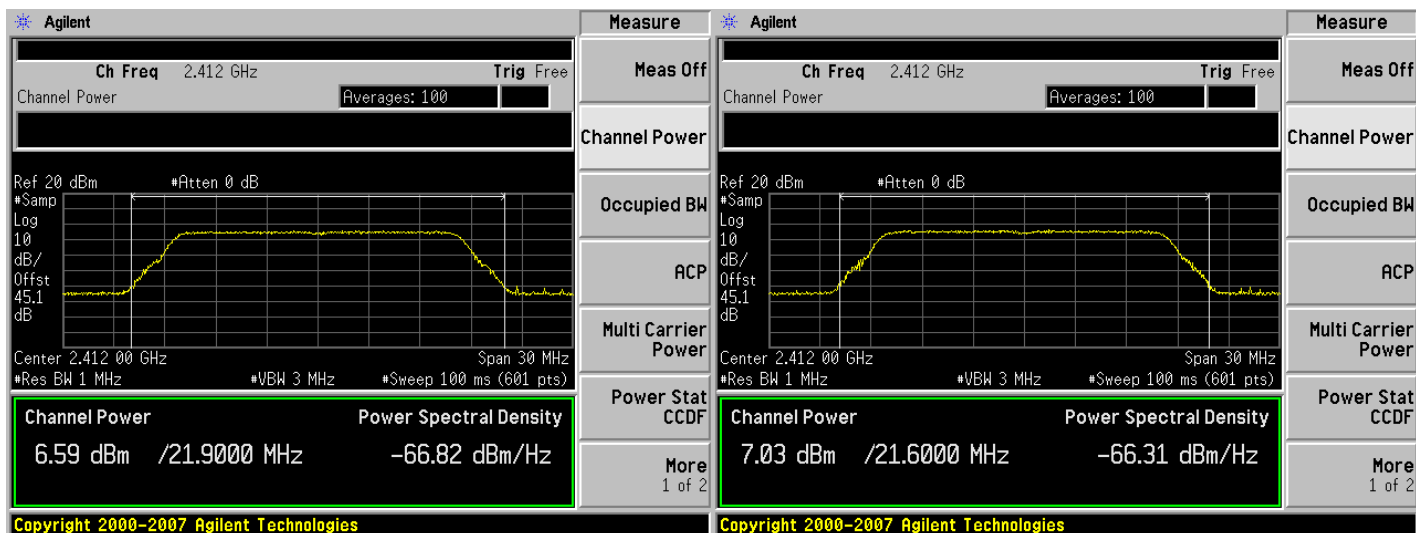 Agilent
Measure
Ch Freq 2.412 GHz Trig Free
Meas Off
Channel Power Averages: 100
Channel Power
Ref 20 dBm #Atten 0 dB
#Samp
Log
10
dB/
Offst
45.1
dB
Occupied BW
ACP
Multi Carrier
Power
Center 2.412 00 GHz Span 30 MHz
#Res BW 1 MHz #VBW 3 MHz #Sweep 100 ms (601 pts)
Power Stat
CCDF
Channel Power Power Spectral Density
6.59 dBm /21.9000 MHz -66.82 dBm/Hz
More
1 of 2
Copyright 2000-2007 Agilent Technologies
Agilent
Measure
Ch Freq 2.412 GHz Trig Free
Meas Off
Channel Power Averages: 100
Channel Power
Ref 20 dBm #Atten 0 dB
#Samp
Log
10
dB/
Offst
45.1
dB
Occupied BW
ACP
Multi Carrier
Power
Center 2.412 00 GHz Span 30 MHz
#Res BW 1 MHz #VBW 3 MHz #Sweep 100 ms (601 pts)
Power Stat
CCDF
Channel Power Power Spectral Density
7.03 dBm /21.6000 MHz -66.31 dBm/Hz
More
1 of 2
Copyright 2000-2007 Agilent Technologies